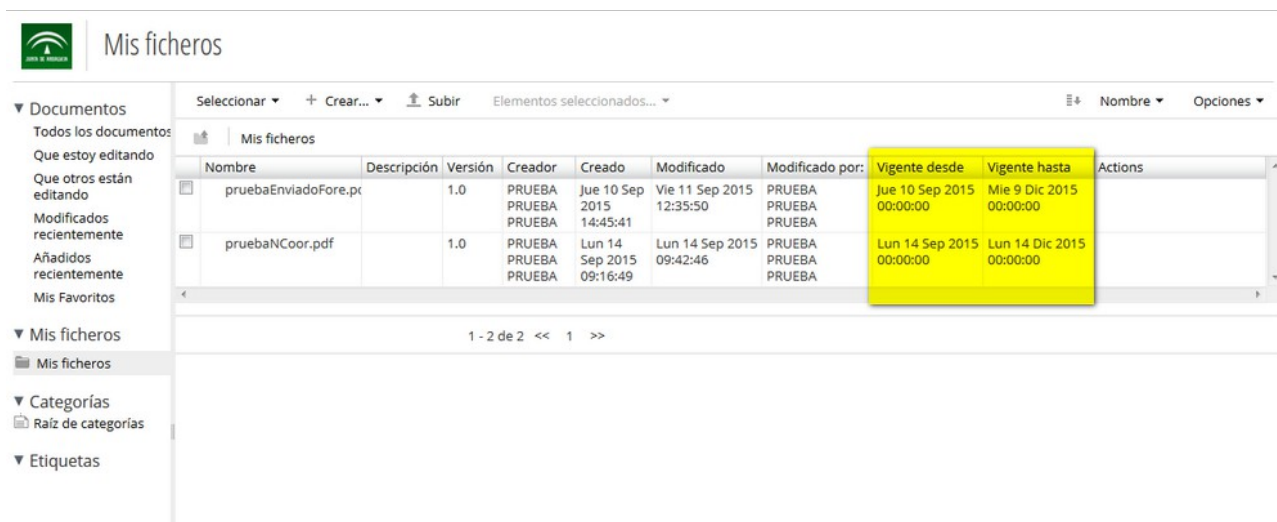 JUNTA DE ANDALUCIA
Mis ficheros
Documentos
Todos los documentos
Que estoy editando
Que otros están
editando
Modificados
recientemente
Añadidos
recientemente
Mis Favoritos
Mis ficheros
Mis ficheros
Categorías
Raíz de categorías
Etiquetas
Seleccionar + Crear... Subir Elementos seleccionados... Nombre Opciones
Mis ficheros
Nombre Descripción Versión Creador Creado Modificado Modificado por: Vigente desde Vigente hasta Actions
pruebaEnviadoFore.pd 1.0 PRUEBA Jue 10 Sep Vie 11 Sep 2015 PRUEBA Jue 10 Sep 2015 Mie 9 Dic 2015
PRUEBA 2015 12:35:50 PRUEBA 00:00:00 00:00:00
PRUEBA 14:45:41 PRUEBA
pruebaNCoor.pdf 1.0 PRUEBA Lun 14 Lun 14 Sep 2015 PRUEBA Lun 14 Sep 2015 Lun 14 Dic 2015
PRUEBA Sep 2015 09:42:46 PRUEBA 00:00:00 00:00:00
PRUEBA 09:16:49 PRUEBA
1 - 2 de 2 << 1 >>